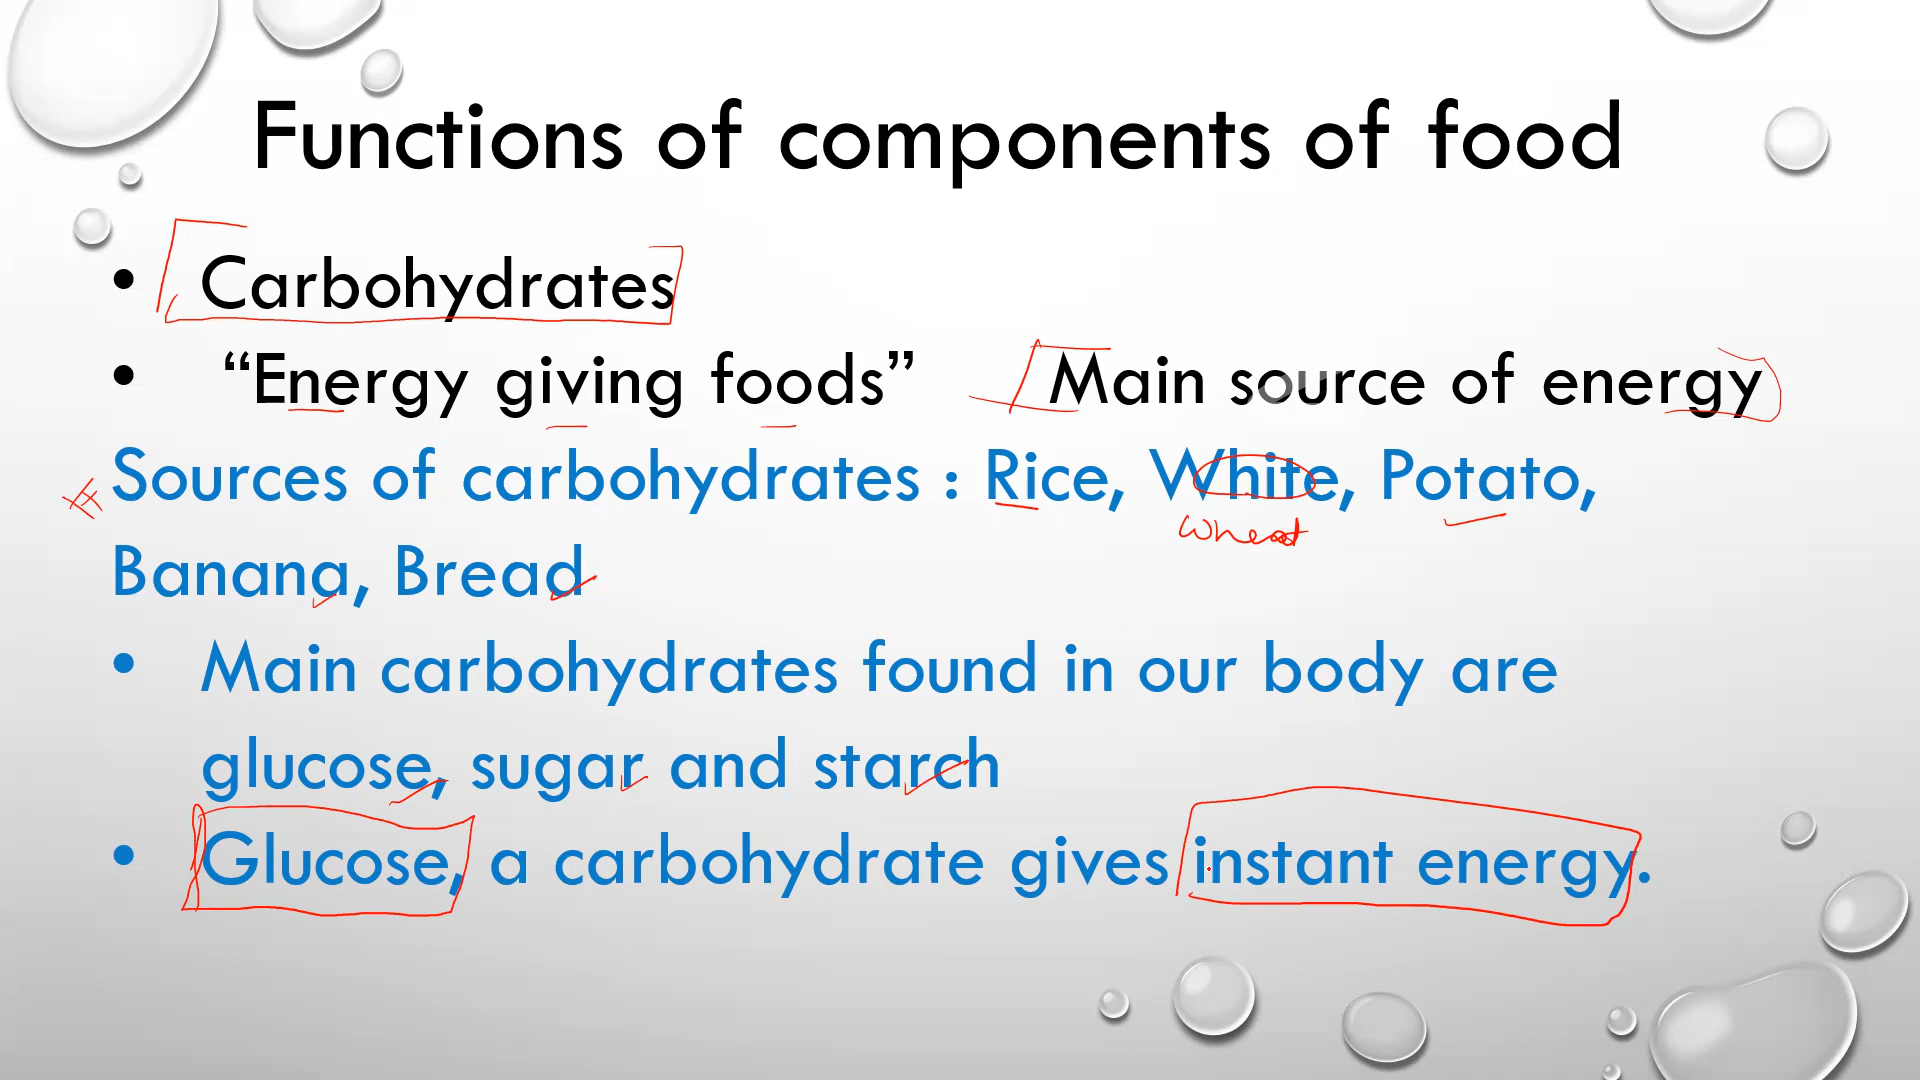 Functions of components of food
• Carbohydrates
• “Energy giving foods” Main source of energy
Sources of carbohydrates : Rice, White, Potato,
wheat
Banana, Bread
• Main carbohydrates found in our body are
glucose, sugar and starch
• Glucose, a carbohydrate gives instant energy.